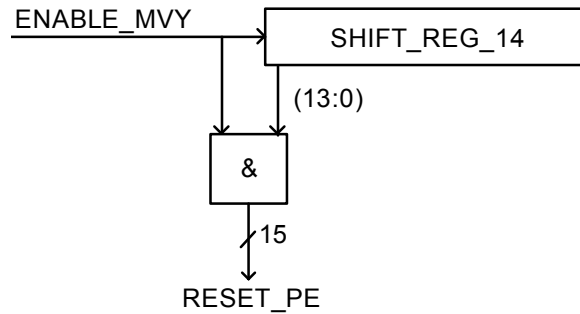 ENABLE_MVY
SHIFT_REG_14
(13:0)
&
15
RESET_PE